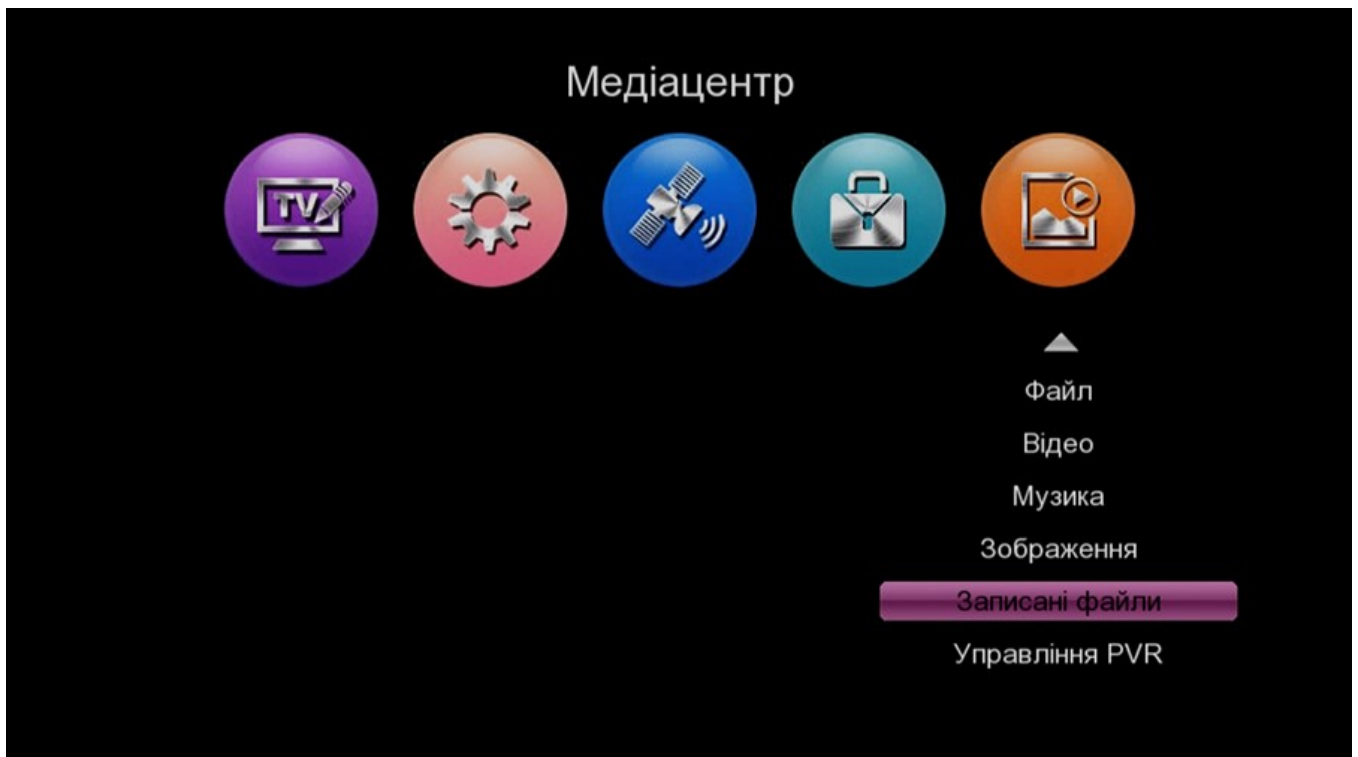 Медіацентр
TV
Файл
Відео
Музика
Зображення
Записані файли
Управління PVR